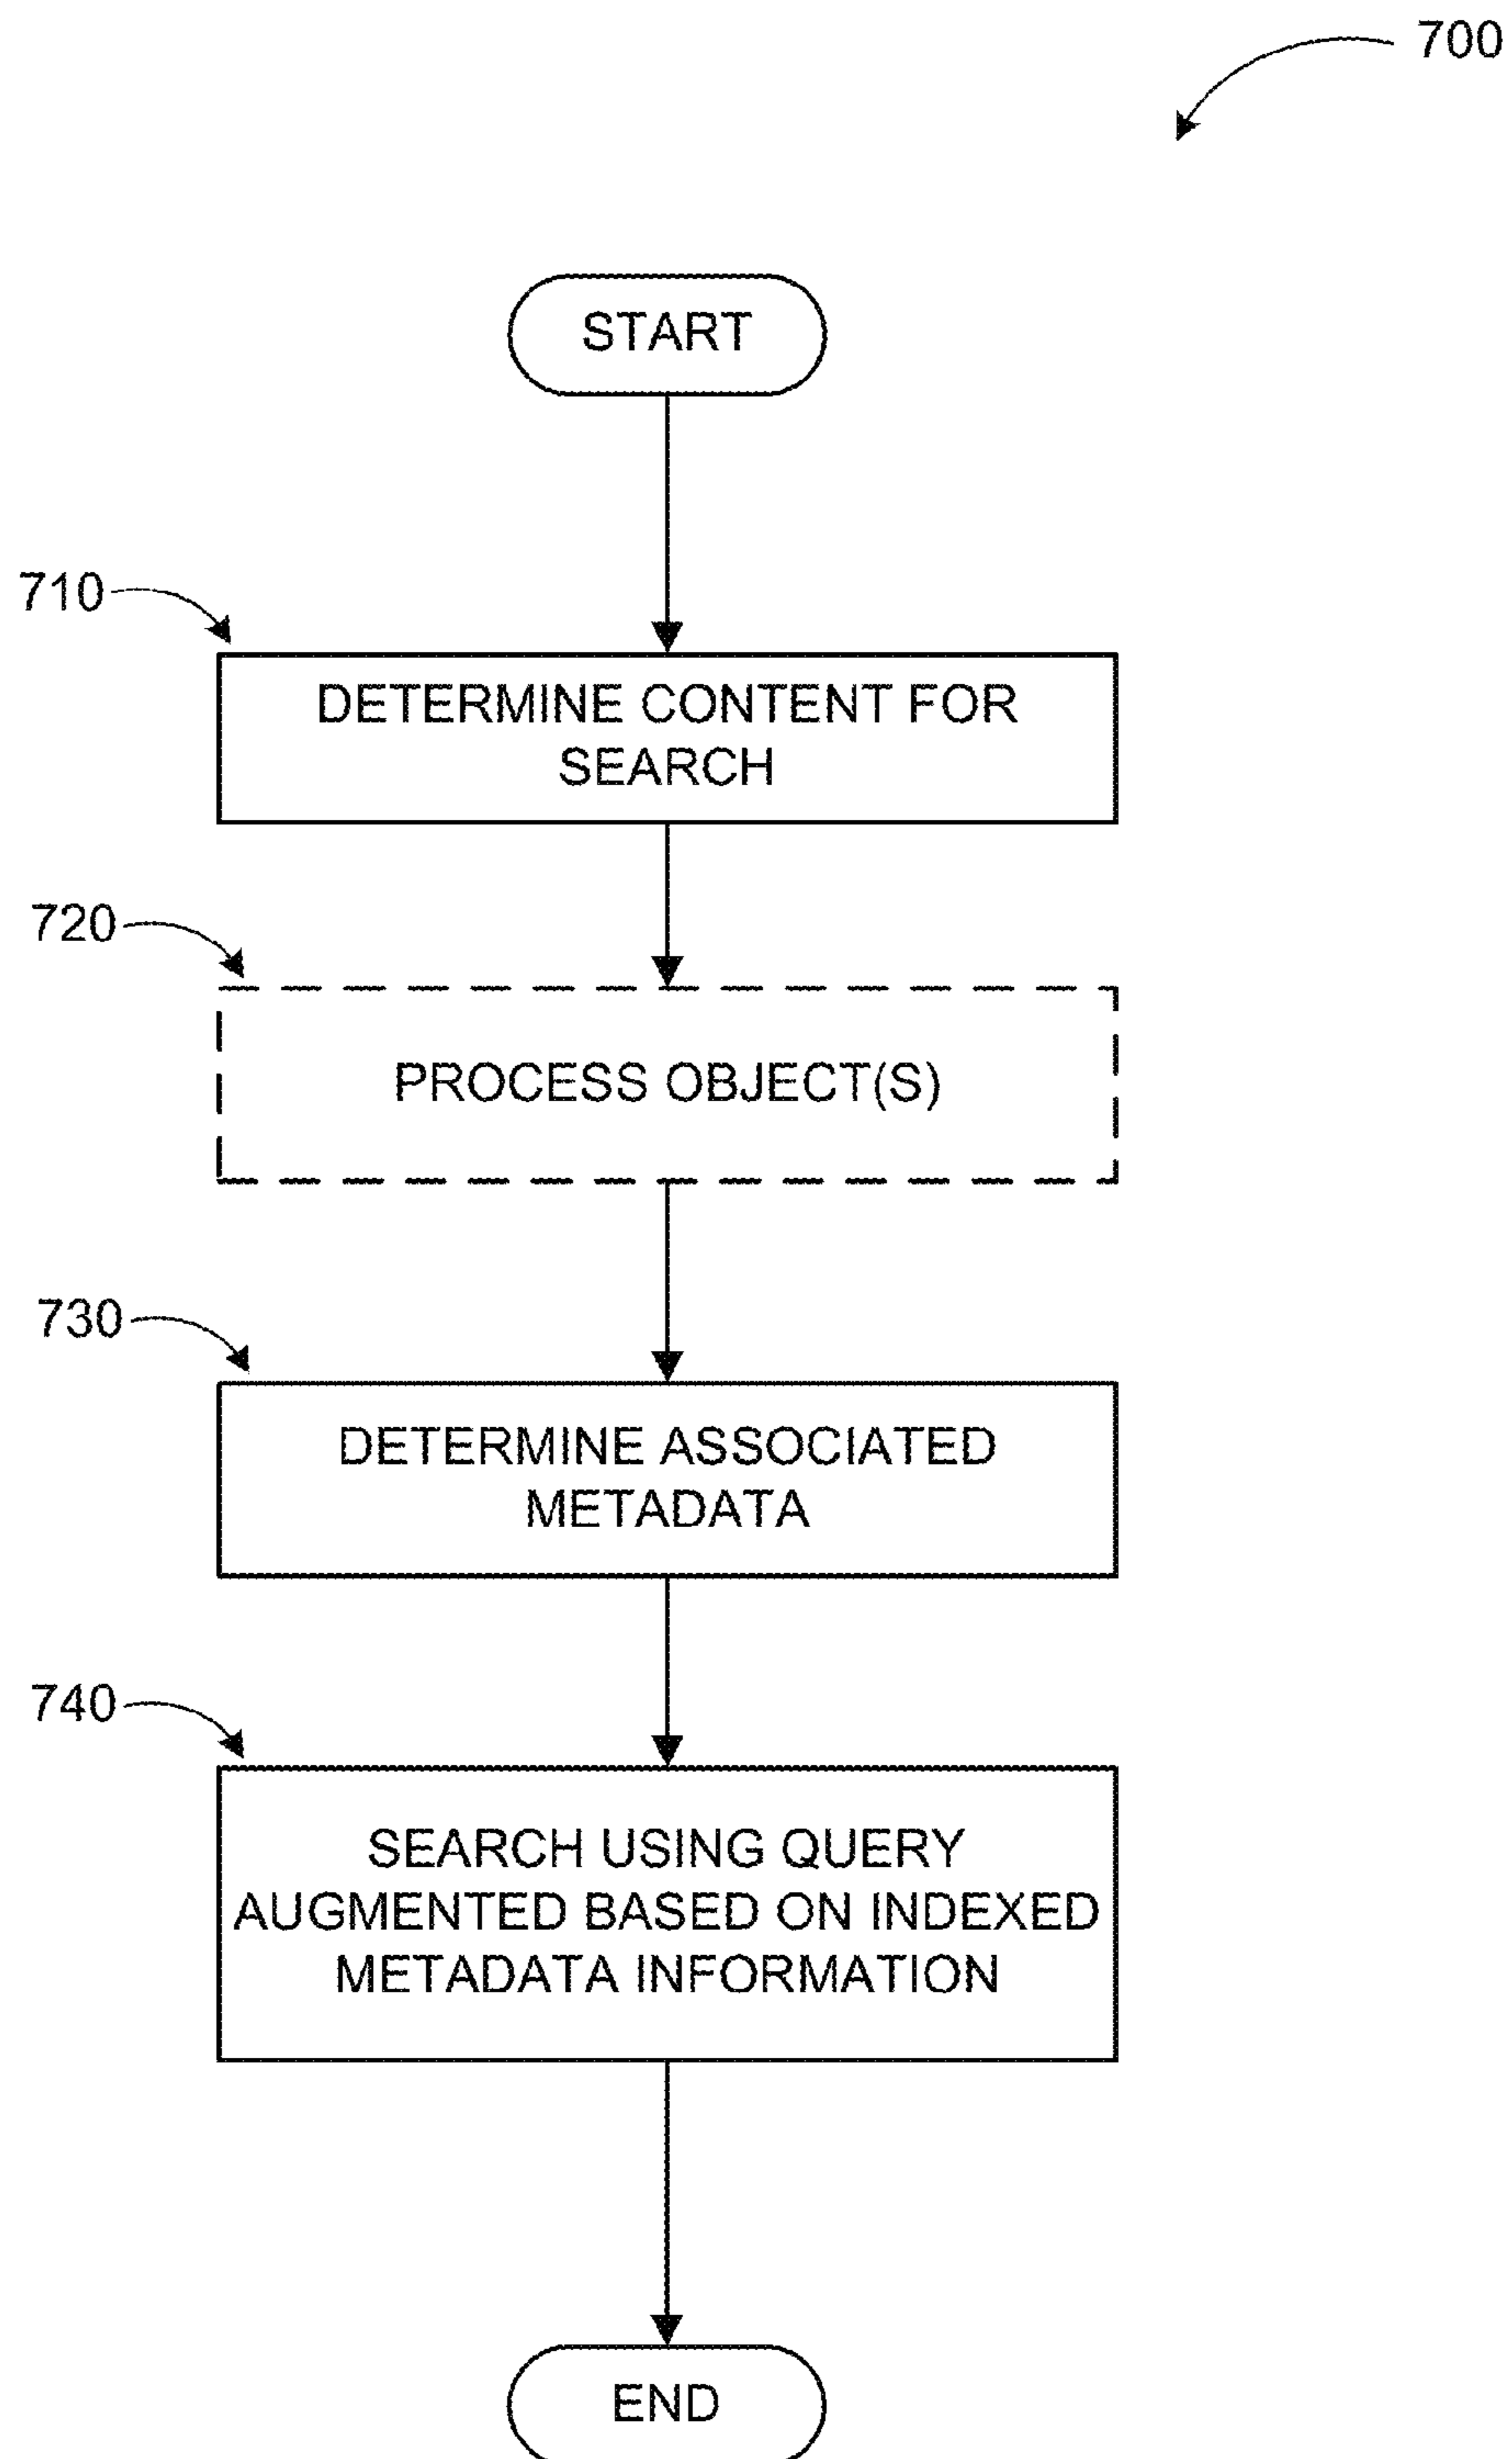 700
START
710
DETERMINE CONTENT FOR
SEARCH
720
PROCESS OBJECT(S)
730
DETERMINE ASSOCIATED
METADATA
740
SEARCH USING QUERY
AUGMENTED BASED ON INDEXED
METADATA INFORMATION
END